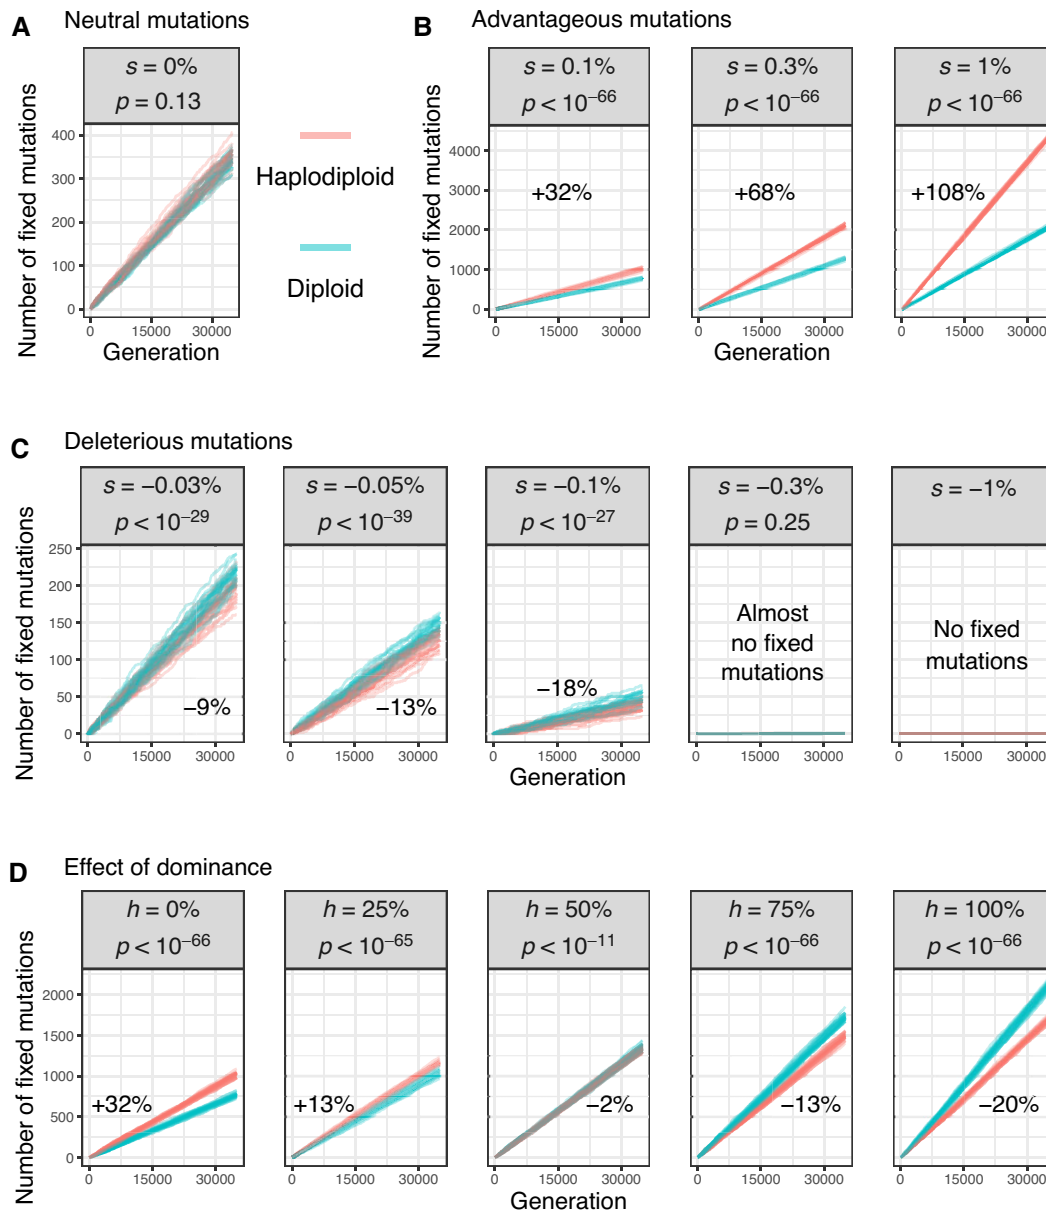 A Neutral mutations
s = 0%
p = 0.13
Number of fixed mutations
400
300
200
100
0
0 15000 30000
Generation
Haplodiploid
Diploid
B Advantageous mutations
s = 0.1%
p < 10⁻⁶⁶
s = 0.3%
p < 10⁻⁶⁶
s = 1%
p < 10⁻⁶⁶
Number of fixed mutations
4000
3000
2000
1000
0
+32%
+68%
+108%
0 15000 30000
0 15000 30000
0 15000 30000
Generation
C Deleterious mutations
s = −0.03%
p < 10⁻²⁹
s = −0.05%
p < 10⁻³⁹
s = −0.1%
p < 10⁻²⁷
s = −0.3%
p = 0.25
s = −1%
Number of fixed mutations
250
200
150
100
50
0
−9%
−13%
−18%
Almost
no fixed
mutations
No fixed
mutations
0 15000 30000
0 15000 30000
0 15000 30000
0 15000 30000
0 15000 30000
Generation
D Effect of dominance
h = 0%
p < 10⁻⁶⁶
h = 25%
p < 10⁻⁶⁵
h = 50%
p < 10⁻¹¹
h = 75%
p < 10⁻⁶⁶
h = 100%
p < 10⁻⁶⁶
Number of fixed mutations
2000
1000
500
0
+32%
+13%
−2%
−13%
−20%
0 15000 30000
0 15000 30000
0 15000 30000
0 15000 30000
0 15000 30000
Generation